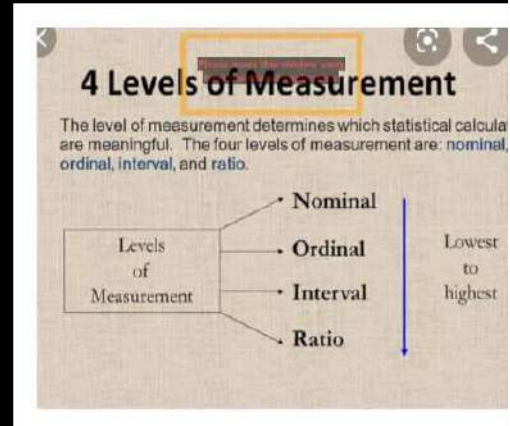 4 Levels of Measurement
The level of measurement determines which statistical calculat
are meaningful. The four levels of measurement are: nominal,
ordinal, interval, and ratio.
Nominal
Levels
of
Measurement
Ordinal
Interval
Ratio
Lowest
to
highest